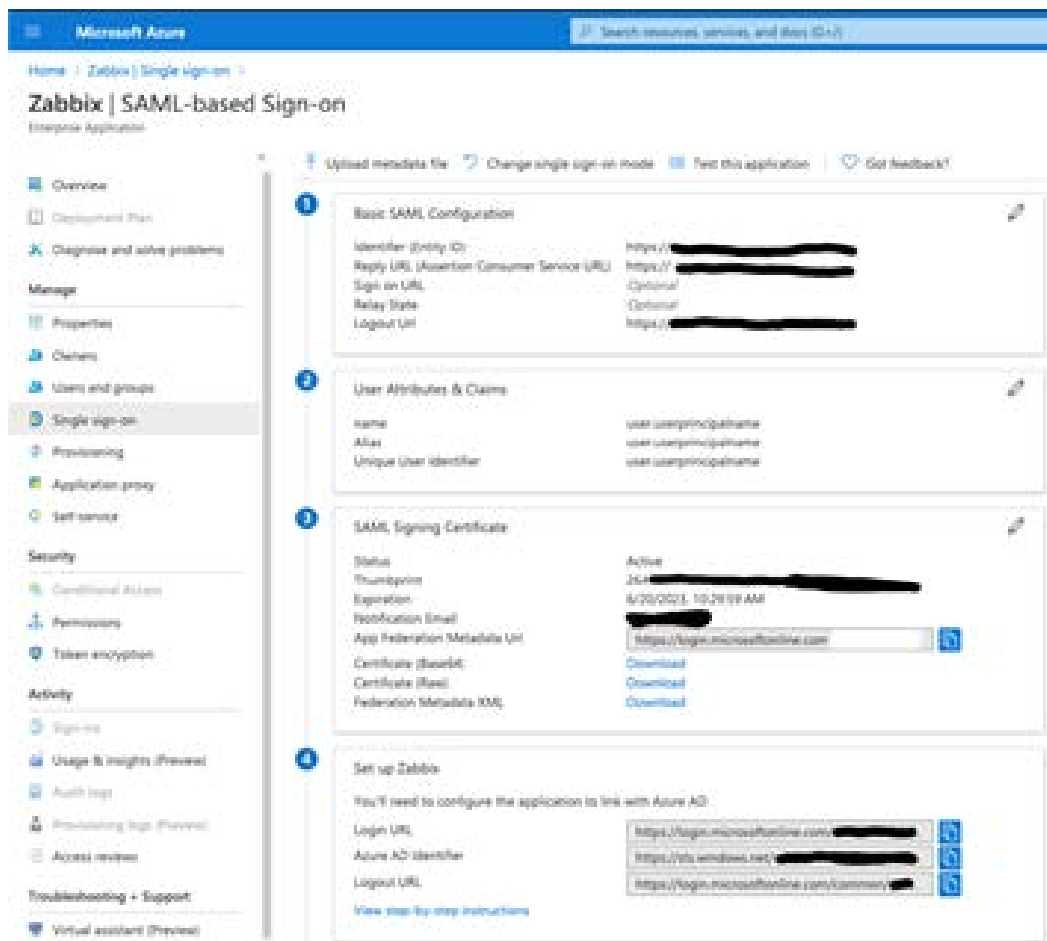 Microsoft Azure
Search resources, services, and docs (G+/)
Home > Zabbix | Single sign-on >
Zabbix | SAML-based Sign-on
Enterprise Application
Upload metadata file Change single sign-on mode Test this application Got feedback?
Overview
Deployment Plan
Diagnose and solve problems
Manage
Properties
Owners
Users and groups
Single sign-on
Provisioning
Application proxy
Self-service
Security
Conditional Access
Permissions
Token encryption
Activity
Sign-ins
Usage & insights (Preview)
Audit logs
Provisioning logs (Preview)
Access reviews
Troubleshooting + Support
Virtual assistant (Preview)
1
Basic SAML Configuration
Identifier (Entity ID) https://
Reply URL (Assertion Consumer Service URL) https://
Sign on URL Optional
Relay State Optional
Logout Url https://
2
User Attributes & Claims
name user.userprincipalname
Alias user.userprincipalname
Unique User Identifier user.userprincipalname
3
SAML Signing Certificate
Status Active
Thumbprint
Expiration 6/20/2023, 10:29:59 AM
Notification Email
App Federation Metadata Url https://login.microsoftonline.com
Certificate (Base64) Download
Certificate (Raw) Download
Federation Metadata XML Download
4
Set up Zabbix
You'll need to configure the application to link with Azure AD.
Login URL https://login.microsoftonline.com
Azure AD Identifier https://sts.windows.net/
Logout URL https://login.microsoftonline.com/common
View step-by-step instructions